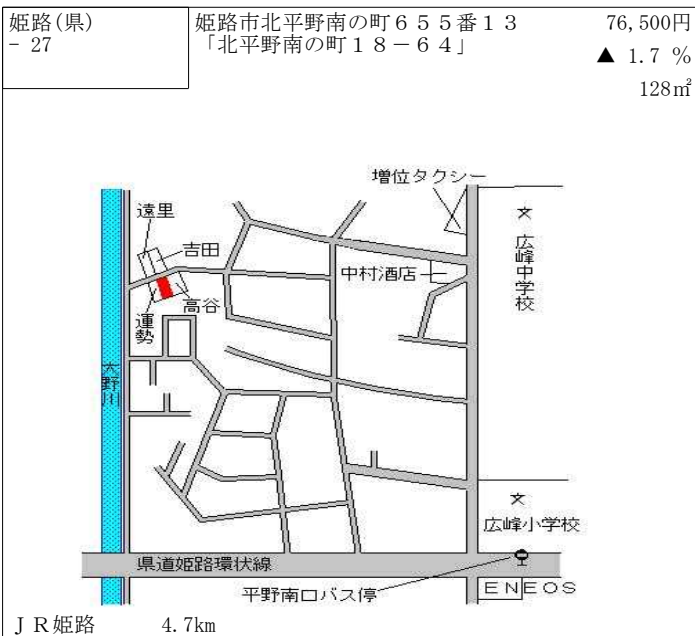 姫路(県)
- 27
姫路市北平野南の町６５５番１３
「北平野南の町１８－６４」
76,500円
▲ 1.7 %
128㎡
増位タクシー
遠里
吉田
文
広峰中学校
中村酒店
高谷
運勢
大野川
文
広峰小学校
県道姫路環状線
平野南口バス停
ＥＮＥＯＳ
ＪＲ姫路 4.7km